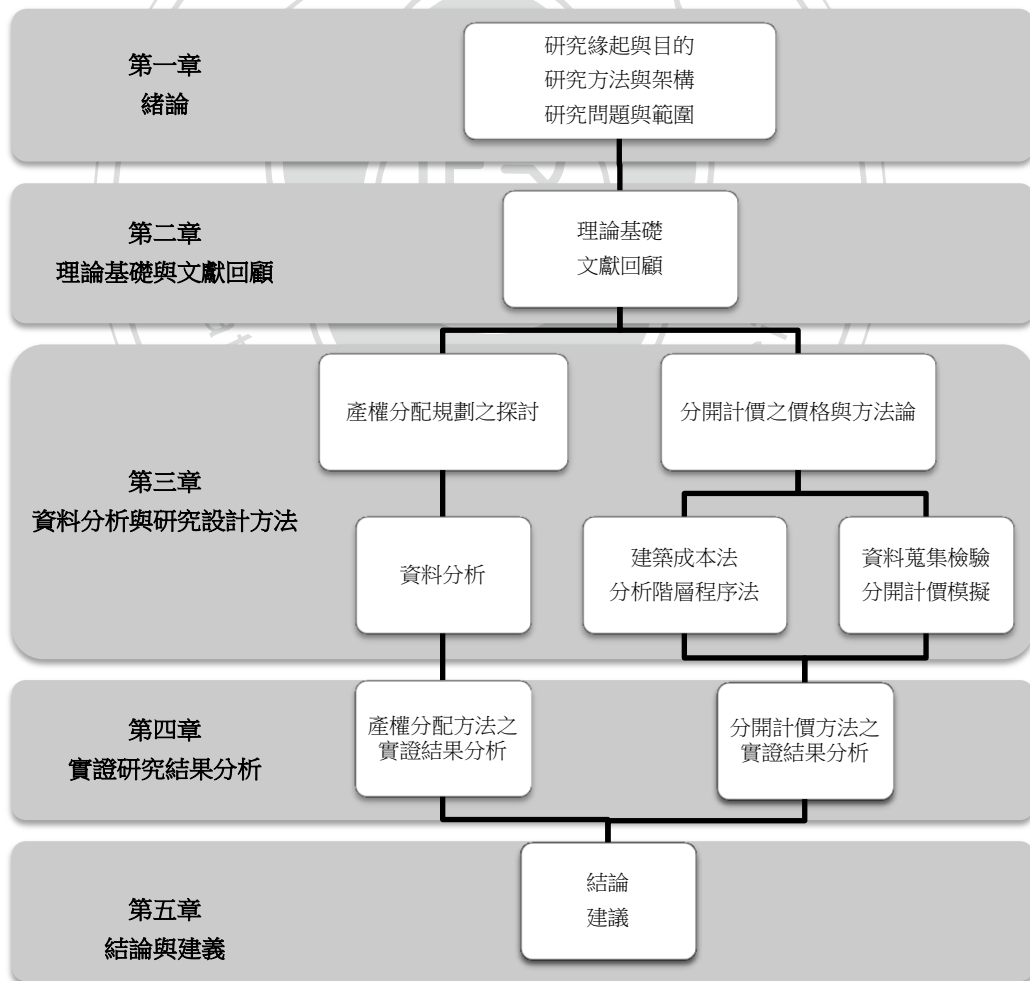 第一章
緒論
研究緣起與目的
研究方法與架構
研究問題與範圍
第二章
理論基礎與文獻回顧
理論基礎
文獻回顧
第三章
資料分析與研究設計方法
產權分配規劃之探討
分開計價之價格與方法論
資料分析
建築成本法
分析階層程序法
資料蒐集檢驗
分開計價模擬
第四章
實證研究結果分析
產權分配方法之
實證結果分析
分開計價方法之
實證結果分析
第五章
結論與建義
結論
建議